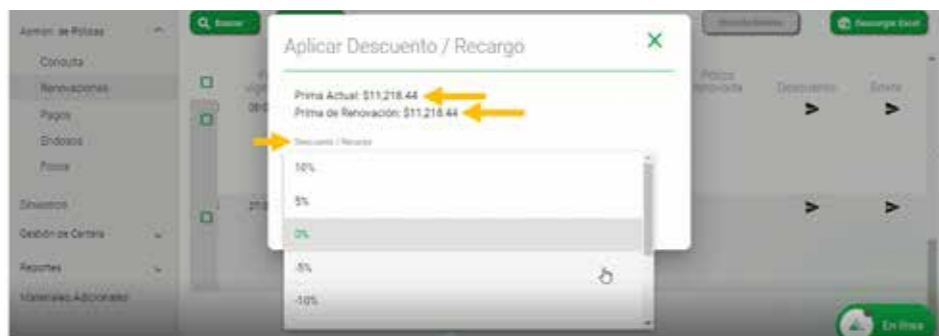 Admon. de Pólizas
Consulta
Renovaciones
Pagos
Endosos
Siniestros
Gestión de Cartera
Reportes
Materiales Adicionales
Buscar
Descargar Excel
Aplicar Descuento / Recargo
Prima Actual: $11,218.44
Prima de Renovación: $11,218.44
Descuento / Recargo
10%
5%
0%
-5%
-10%
Póliza
renovada
Descuento
Emitir
En línea